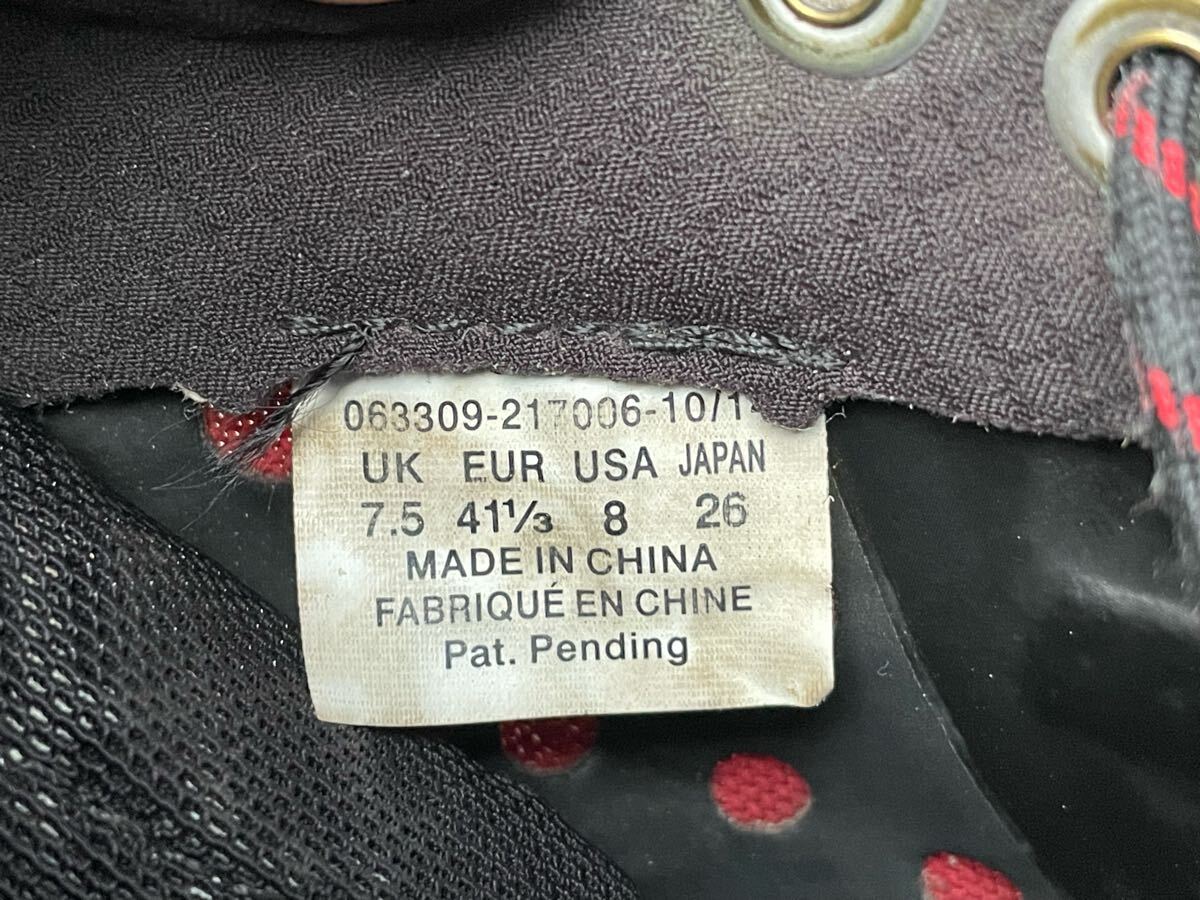 063309-217006-10/1
UK EUR USA JAPAN
7.5 41⅓ 8 26
MADE IN CHINA
FABRIQUÉ EN CHINE
Pat. Pending